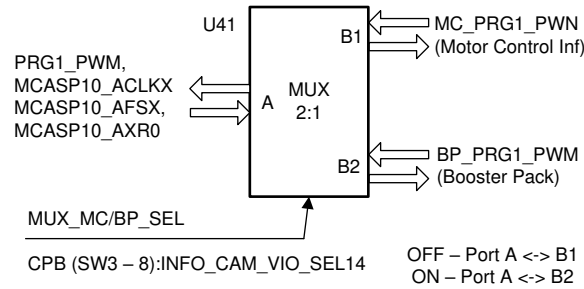 U41
MC_PRG1_PWN
(Motor Control Inf)
B1
PRG1_PWM,
MCASP10_ACLKX
MCASP10_AFSX,
MCASP10_AXR0
A
MUX
2:1
BP_PRG1_PWM
(Booster Pack)
B2
MUX_MC/BP_SEL
CPB (SW3 – 8):INFO_CAM_VIO_SEL14
OFF – Port A <-> B1
ON – Port A <-> B2